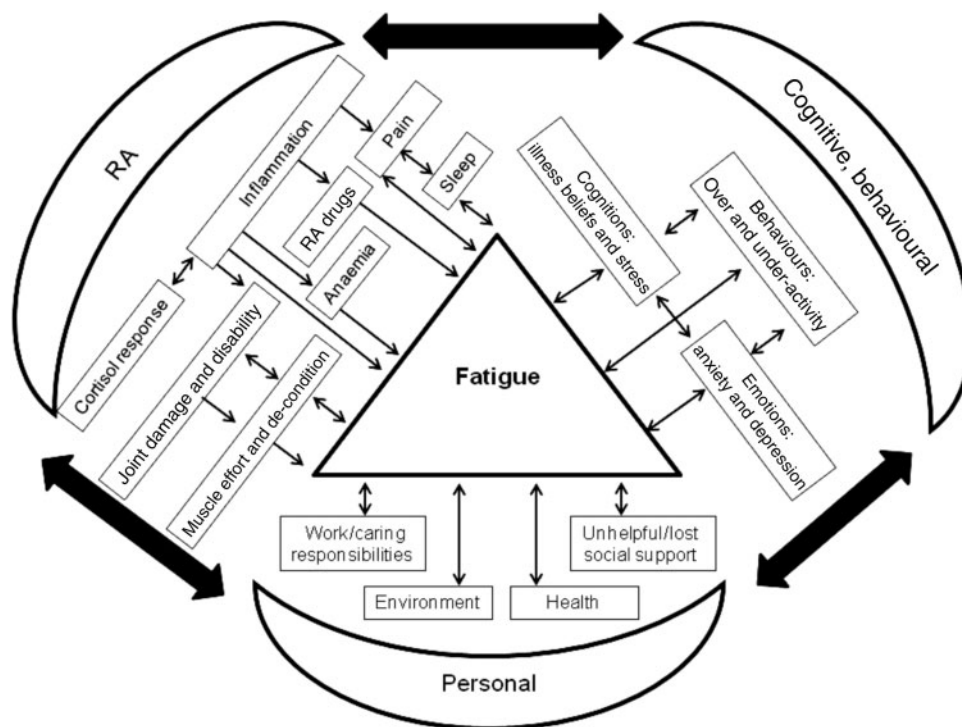 RA
Cognitive, behavioural
Inflammation
Pain
Sleep
RA drugs
Anaemia
Cortisol response
Joint damage and disability
Muscle effort and de-condition
Cognitions:
illness beliefs and stress
Behaviours:
Over and under-activity
Emotions:
anxiety and depression
Fatigue
Work/caring
responsibilities
Unhelpful/lost
social support
Environment
Health
Personal